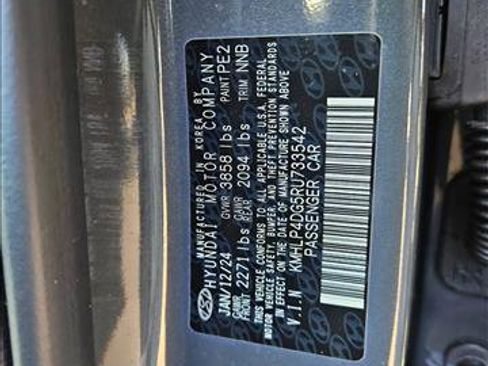 MANUFACTURED IN KOREA BY
HYUNDAI MOTOR COMPANY
JAN/12/24 GVWR 3858 lbs PAINT PE2
GAWR FRONT 2271 lbs GAWR REAR 2094 lbs TRIM NNB
THIS VEHICLE CONFORMS TO ALL APPLICABLE U.S.A. FEDERAL
MOTOR VEHICLE SAFETY, BUMPER, AND THEFT PREVENTION STANDARDS
IN EFFECT ON THE DATE OF MANUFACTURE SHOWN ABOVE
V.I.N KMHLP4DG5RU733542
PASSENGER CAR